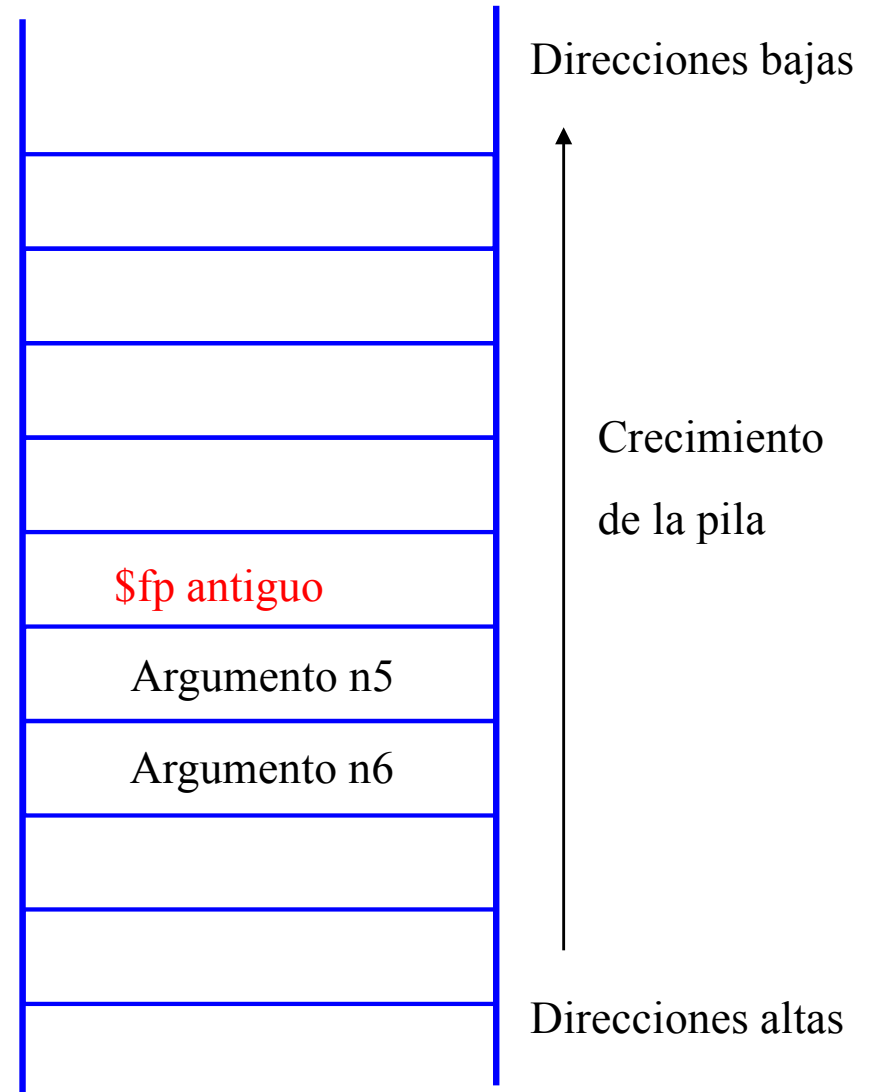 Direcciones bajas
Crecimiento
de la pila
$fp antiguo
Argumento n5
Argumento n6
Direcciones altas